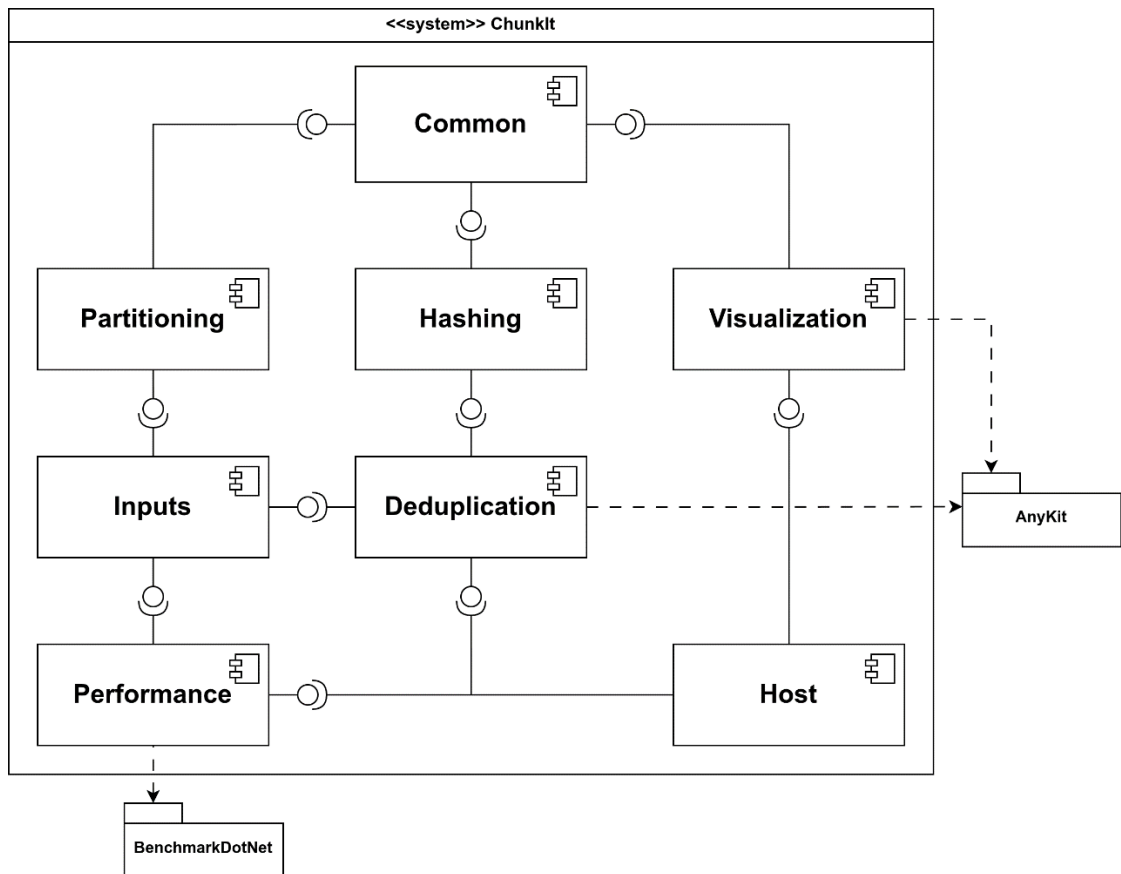 <<system>> ChunkIt
Common
Partitioning
Hashing
Visualization
Inputs
Deduplication
AnyKit
Performance
Host
BenchmarkDotNet